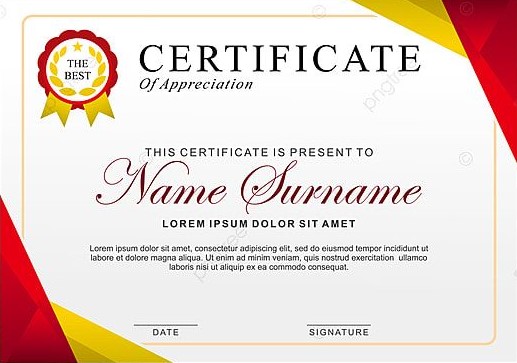 THE
BEST
CERTIFICATE
Of Appreciation
THIS CERTIFICATE IS PRESENT TO
Name Surname
LOREM IPSUM DOLOR SIT AMET
Lorem ipsum dolor sit amet, consectetur adipiscing elit, sed do eiusmod
tempor incididunt ut labore et dolore magna aliqua. Ut enim ad minim veniam,
quis nostrud exercitation ullamco laboris nisi ut aliquip ex ea commodo
consequat.
DATE
SIGNATURE